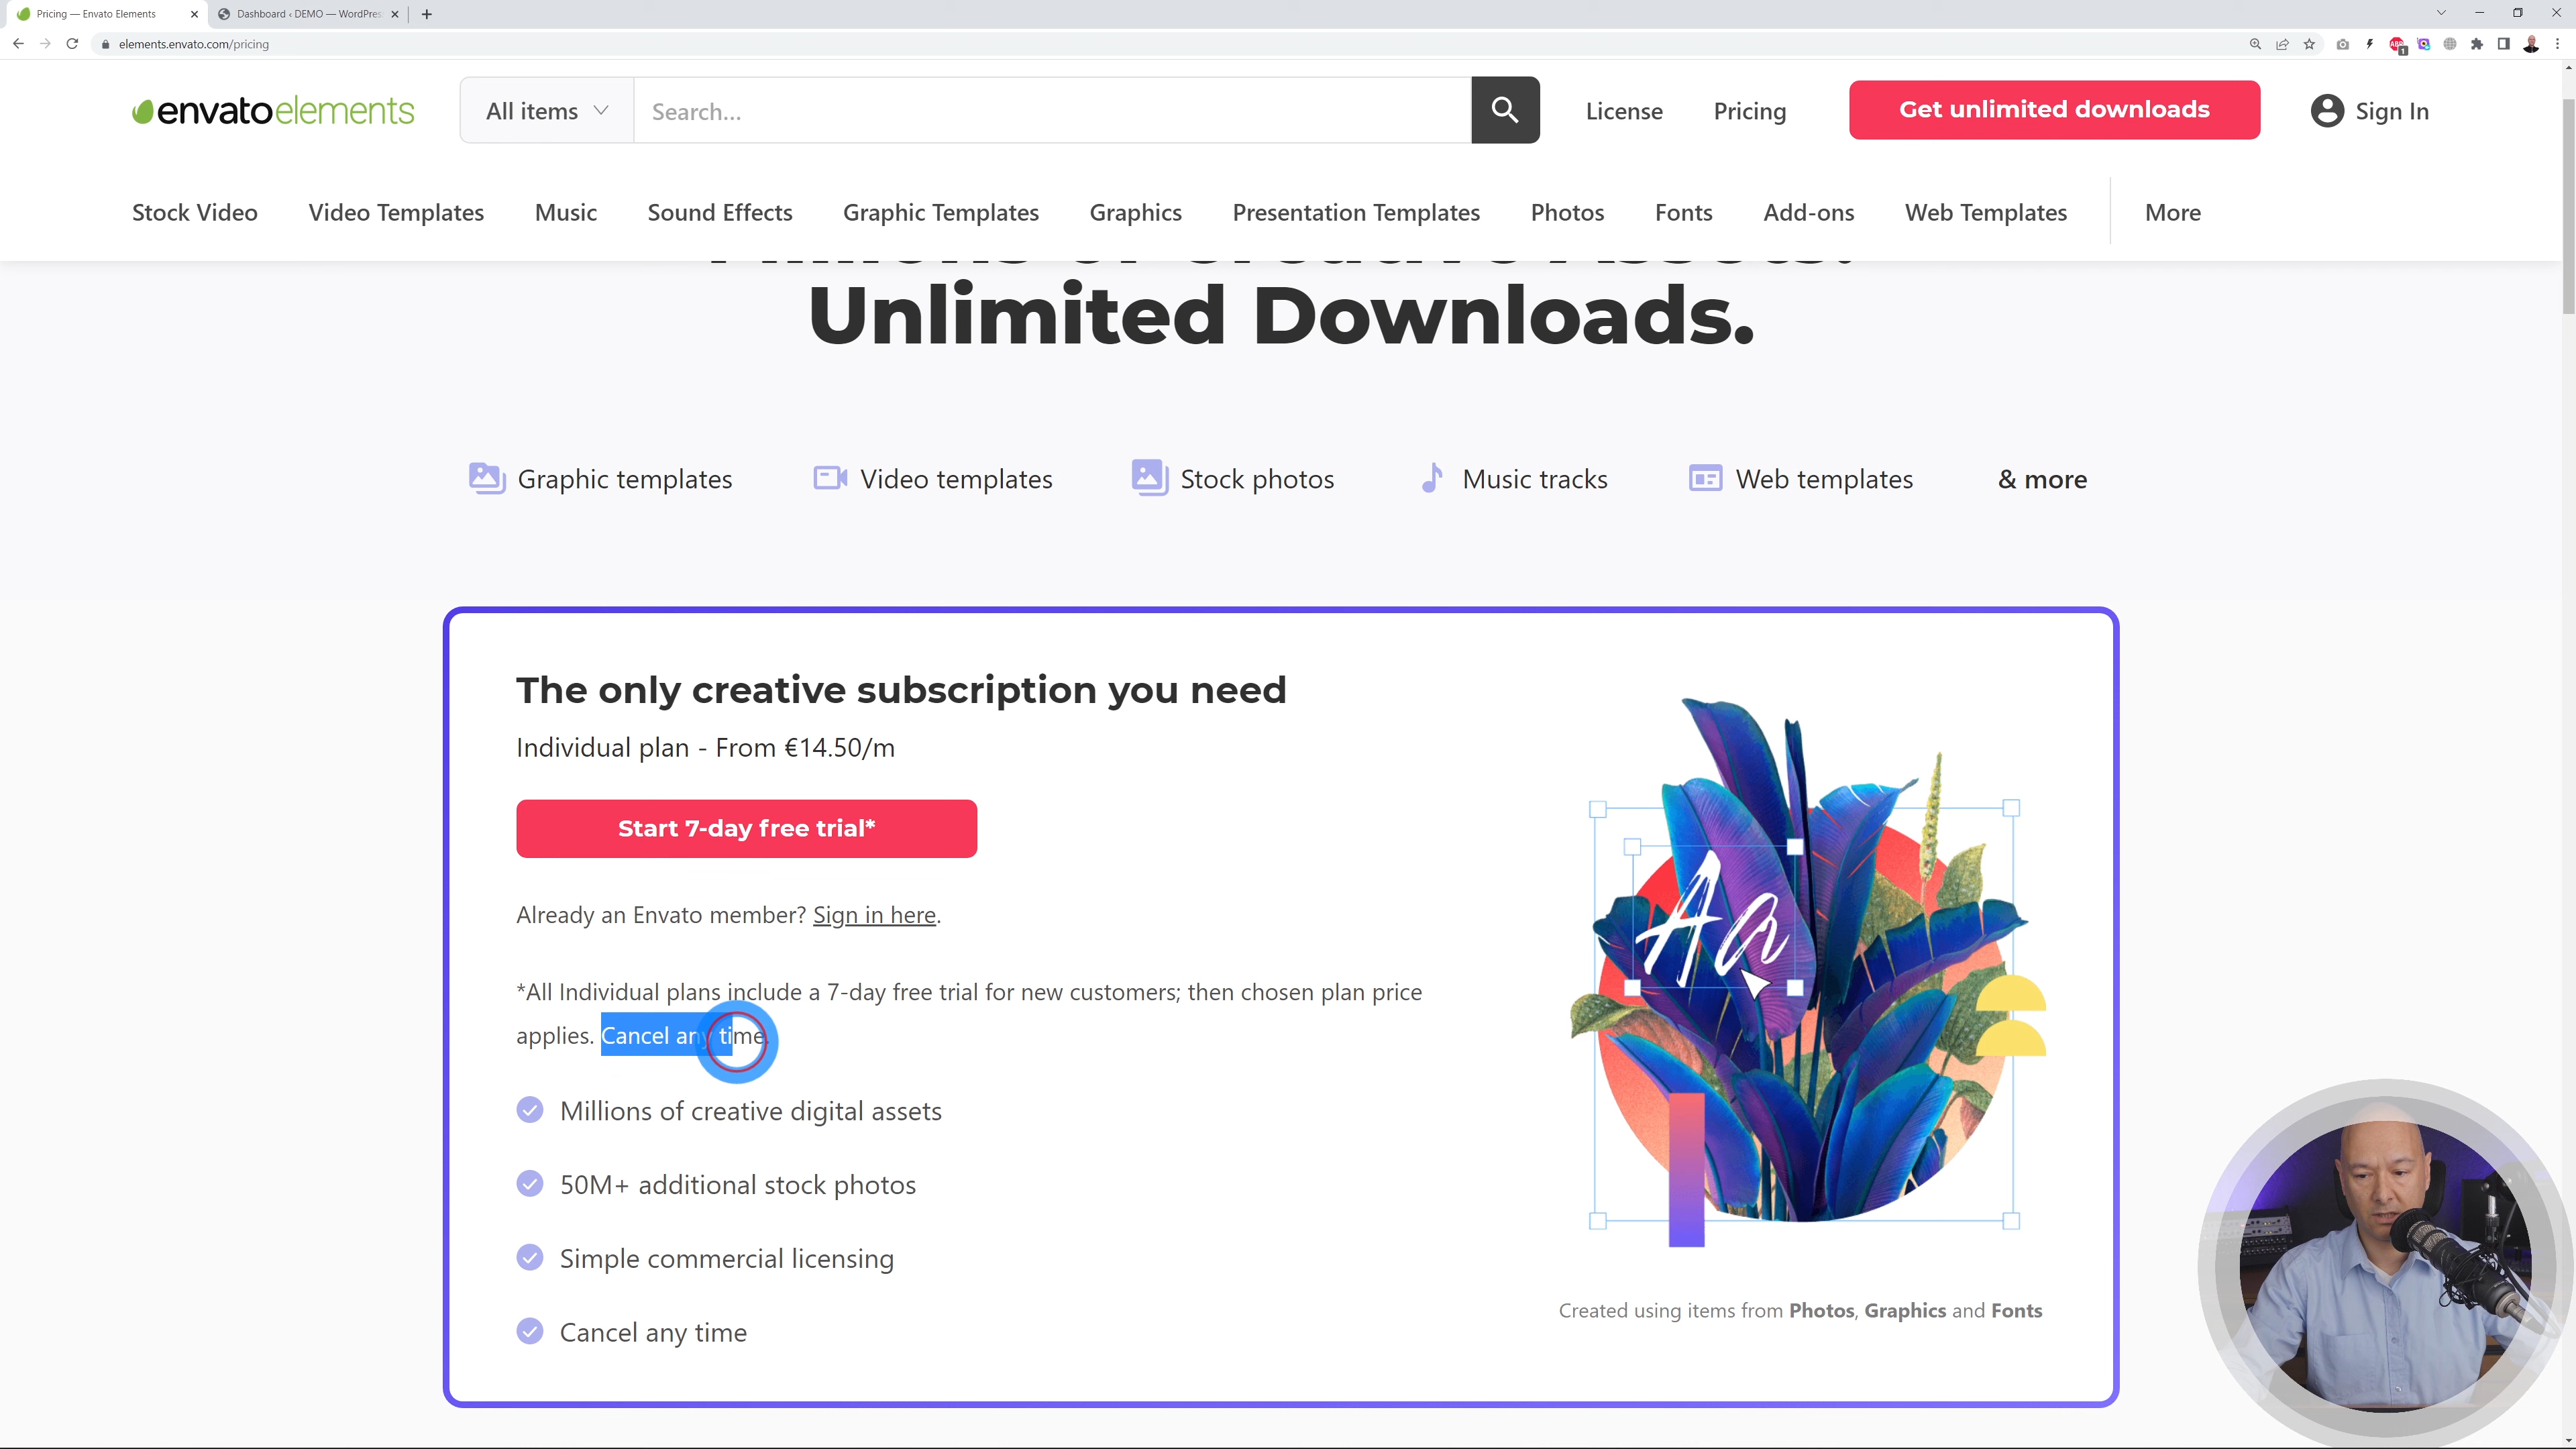 Pricing — Envato Elements
Dashboard ‹ DEMO — WordPres
elements.envato.com/pricing
envatoelements
All items
Search...
License
Pricing
Get unlimited downloads
Sign In
Stock Video
Video Templates
Music
Sound Effects
Graphic Templates
Graphics
Presentation Templates
Photos
Fonts
Add-ons
Web Templates
More
Millions of Creative Assets.
Unlimited Downloads.
Graphic templates
Video templates
Stock photos
Music tracks
Web templates
& more
The only creative subscription you need
Individual plan - From €14.50/m
Start 7-day free trial*
Already an Envato member? Sign in here.
*All Individual plans include a 7-day free trial for new customers; then chosen plan price
applies. Cancel any time.
Millions of creative digital assets
50M+ additional stock photos
Simple commercial licensing
Cancel any time
Aa
Created using items from Photos, Graphics and Fonts